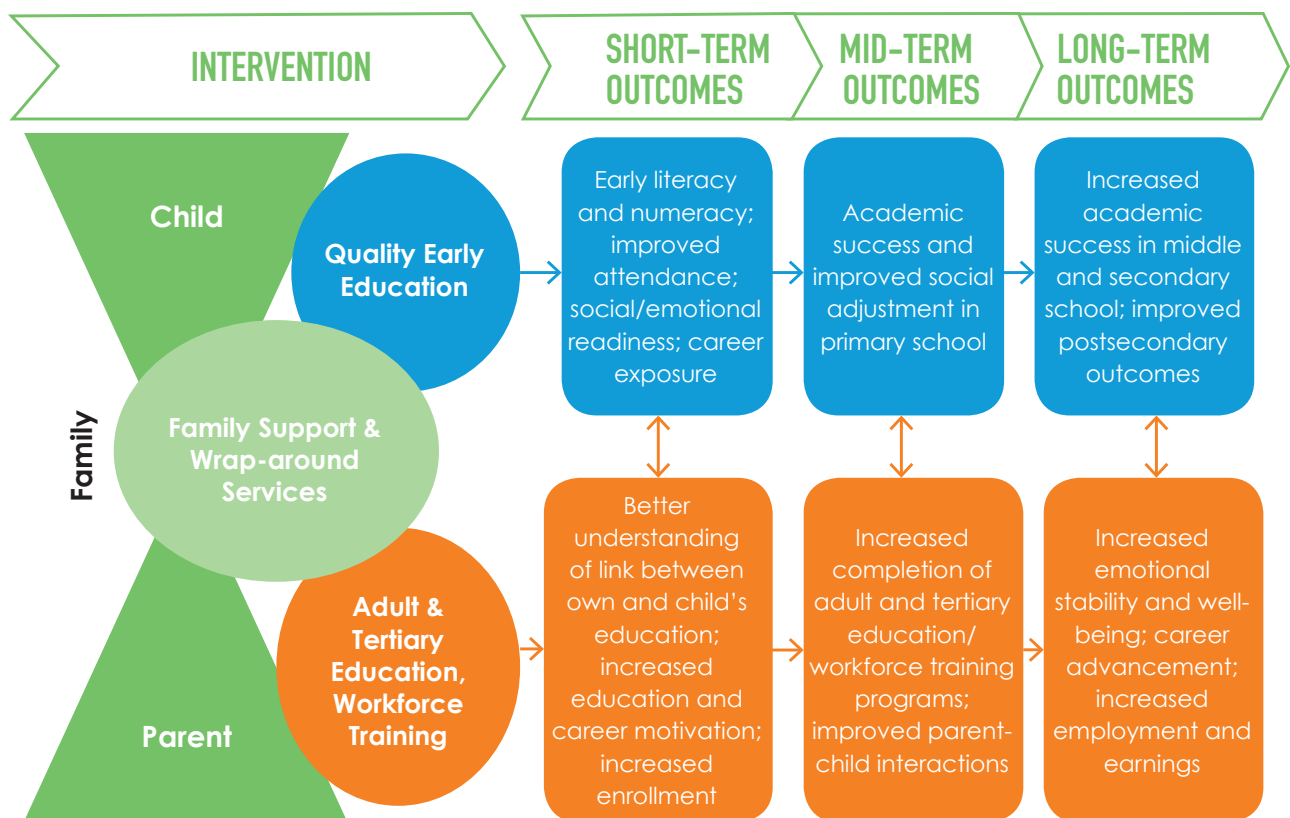 INTERVENTION
SHORT-TERM
OUTCOMES
MID-TERM
OUTCOMES
LONG-TERM
OUTCOMES
Child
Quality Early
Education
Early literacy
and numeracy;
improved
attendance;
social/emotional
readiness; career
exposure
Academic
success and
improved social
adjustment in
primary school
Increased
academic
success in middle
and secondary
school; improved
postsecondary
outcomes
Family
Family Support &
Wrap-around
Services
Parent
Adult &
Tertiary
Education,
Workforce
Training
Better
understanding
of link between
own and child’s
education;
increased
education and
career motivation;
increased
enrollment
Increased
completion of
adult and tertiary
education/
workforce training
programs;
improved parent-
child interactions
Increased
emotional
stability and well-
being; career
advancement;
increased
employment and
earnings